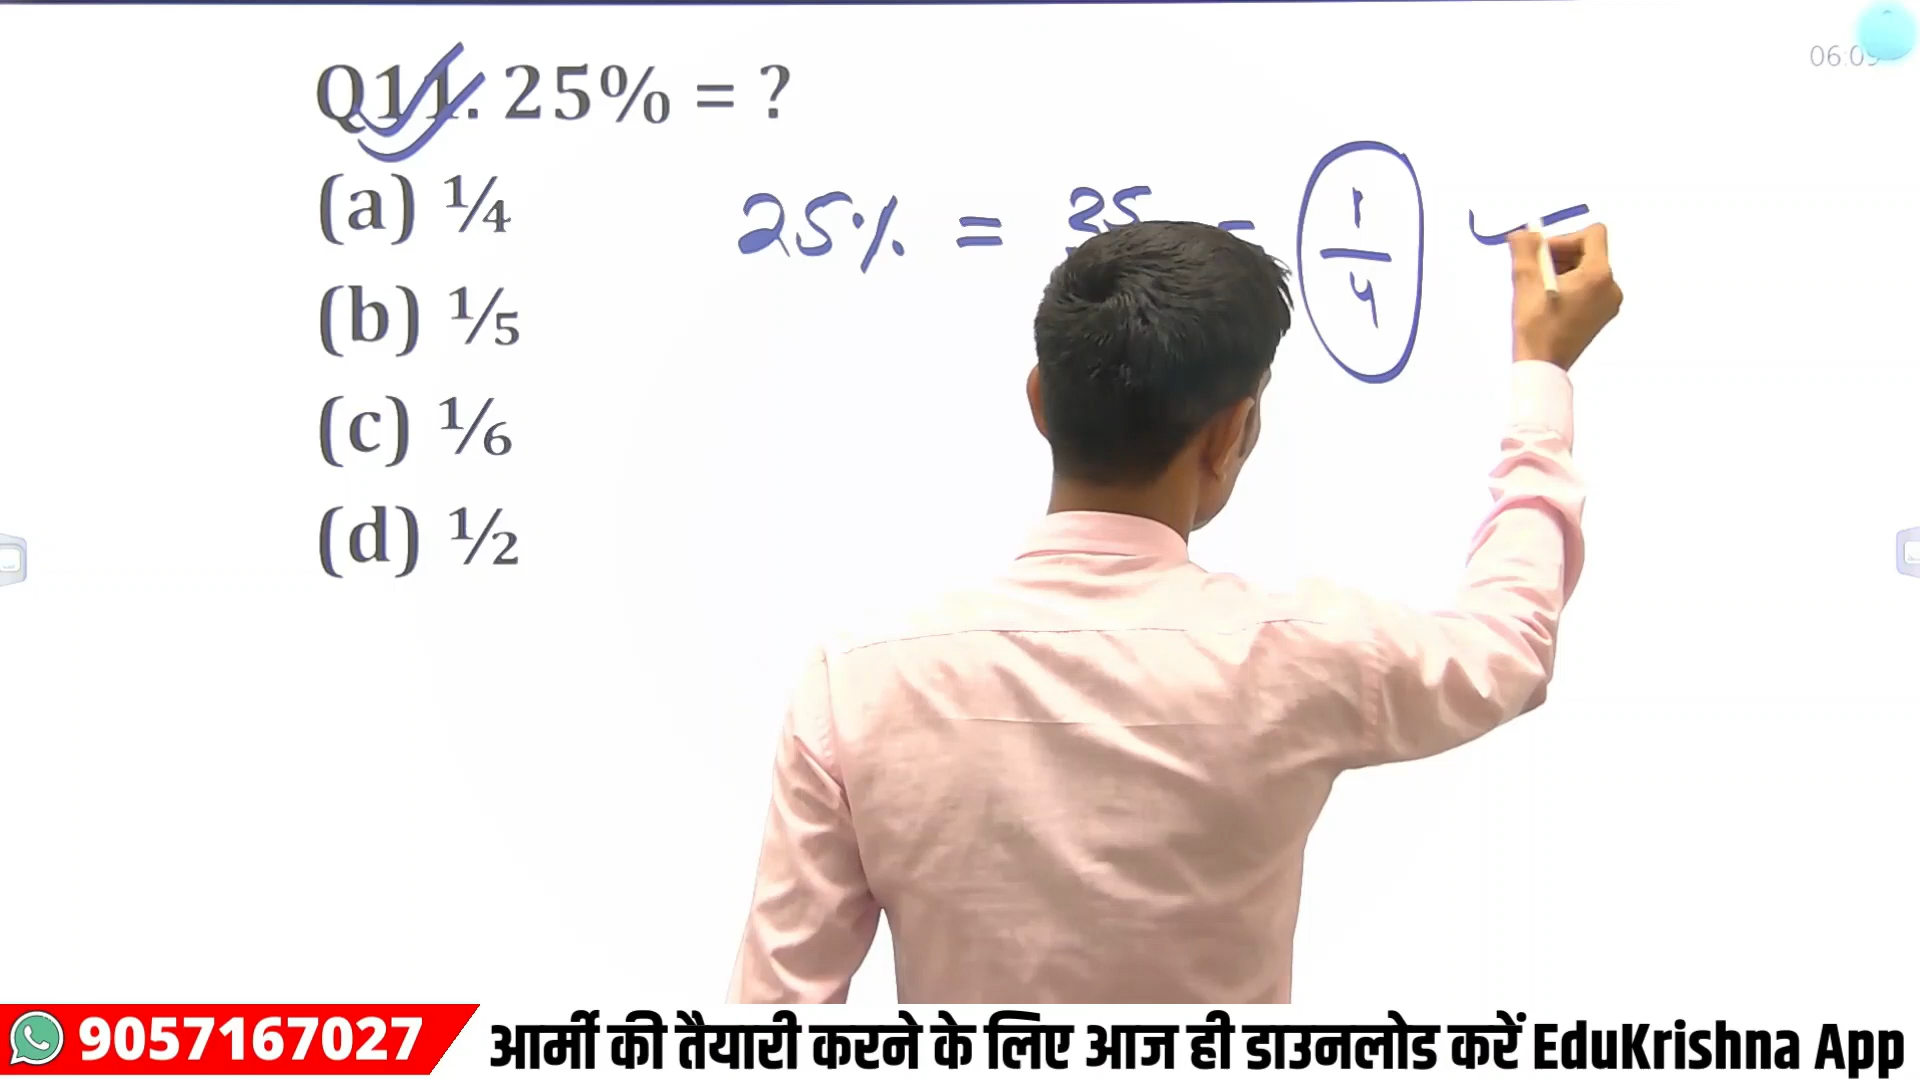 06:09
Q11. 25% = ?
(a) ¼
(b) ⅕
(c) ⅙
(d) ½
25% = 25 = 1/4
9057167027
आर्मी की तैयारी करने के लिए आज ही डाउनलोड करें EduKrishna App